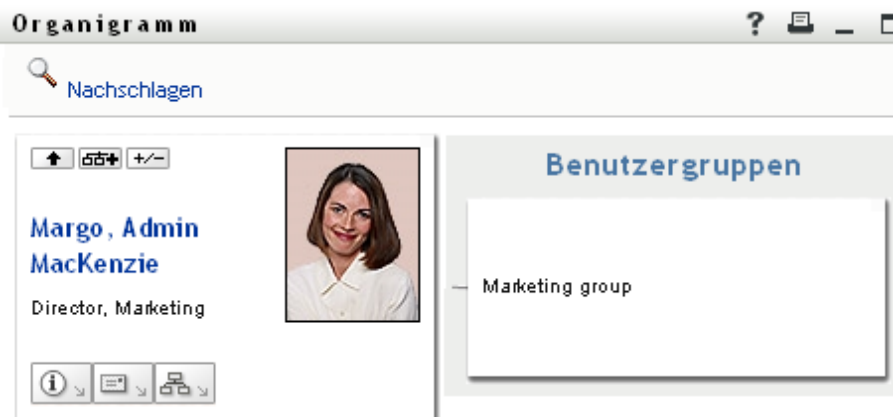 Organigramm
Nachschlagen
+/-
Benutzergruppen
Margo, Admin
MacKenzie
Director, Marketing
Marketing group